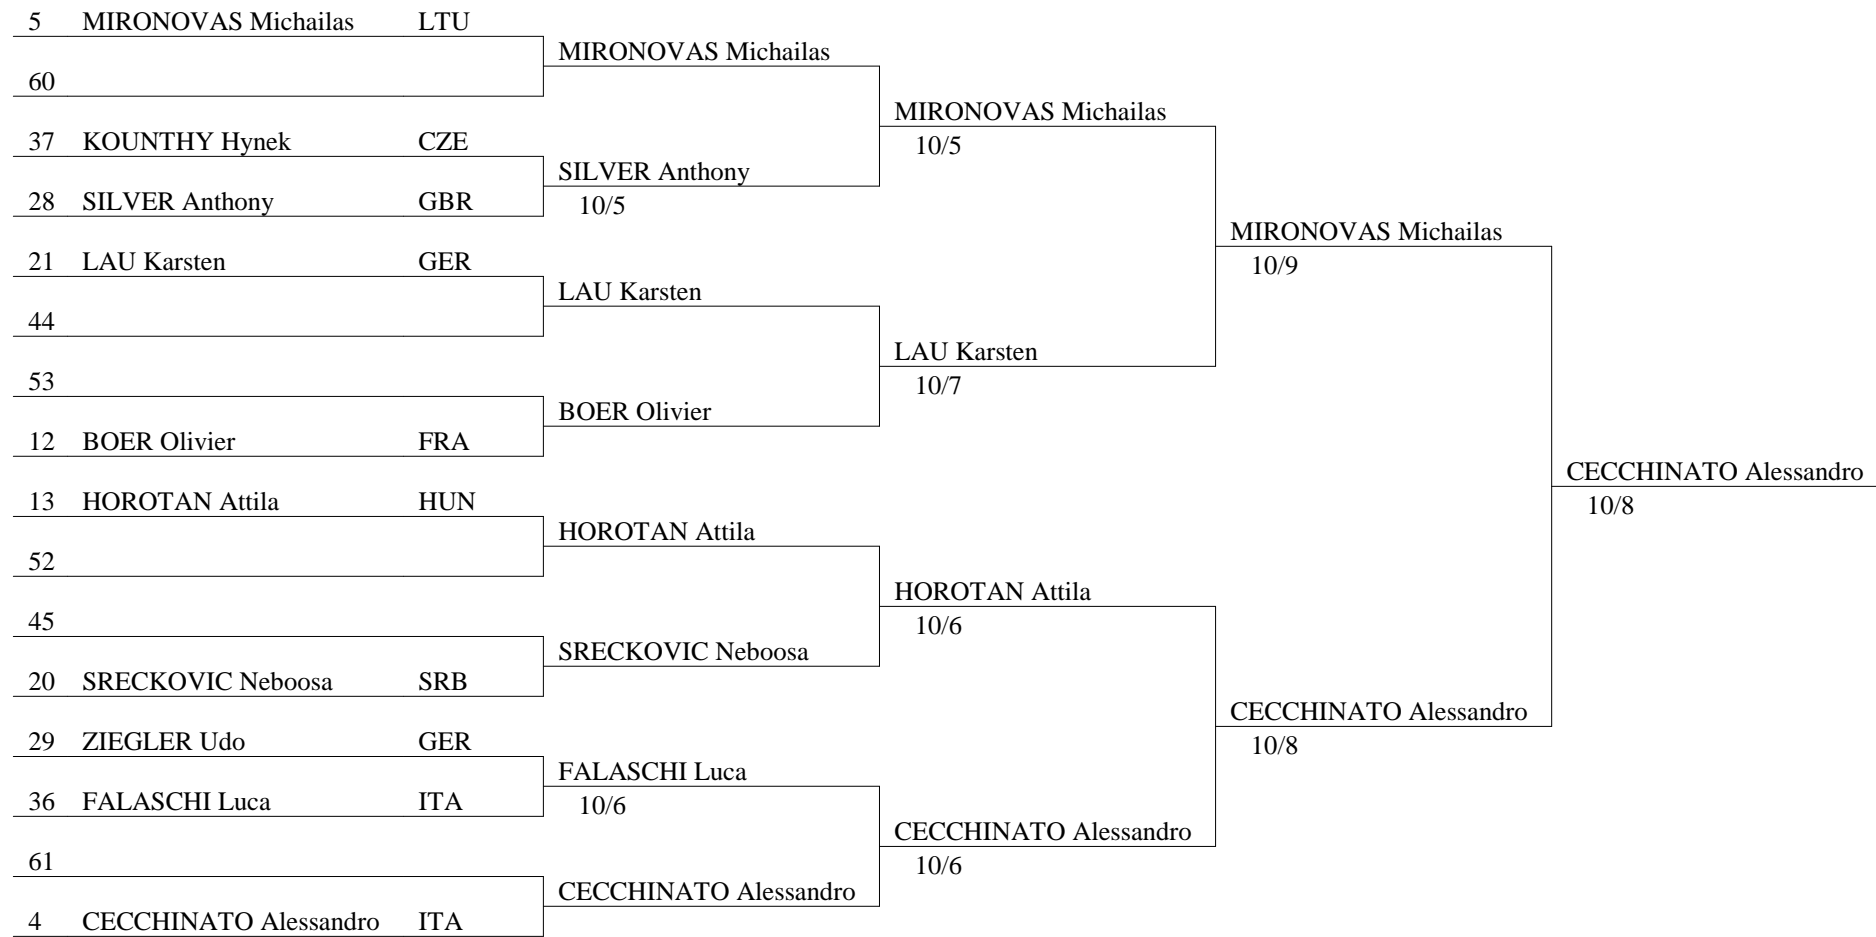 5 MIRONOVAS Michailas LTU
MIRONOVAS Michailas
60
MIRONOVAS Michailas
37 KOUNTHY Hynek CZE
10/5
SILVER Anthony
28 SILVER Anthony GBR
10/5
MIRONOVAS Michailas
21 LAU Karsten GER
10/9
LAU Karsten
44
LAU Karsten
53
10/7
BOER Olivier
12 BOER Olivier FRA
CECCHINATO Alessandro
13 HOROTAN Attila HUN
10/8
HOROTAN Attila
52
HOROTAN Attila
45
10/6
SRECKOVIC Neboosa
20 SRECKOVIC Neboosa SRB
CECCHINATO Alessandro
29 ZIEGLER Udo GER
10/8
FALASCHI Luca
36 FALASCHI Luca ITA
10/6
CECCHINATO Alessandro
61
10/6
CECCHINATO Alessandro
4 CECCHINATO Alessandro ITA